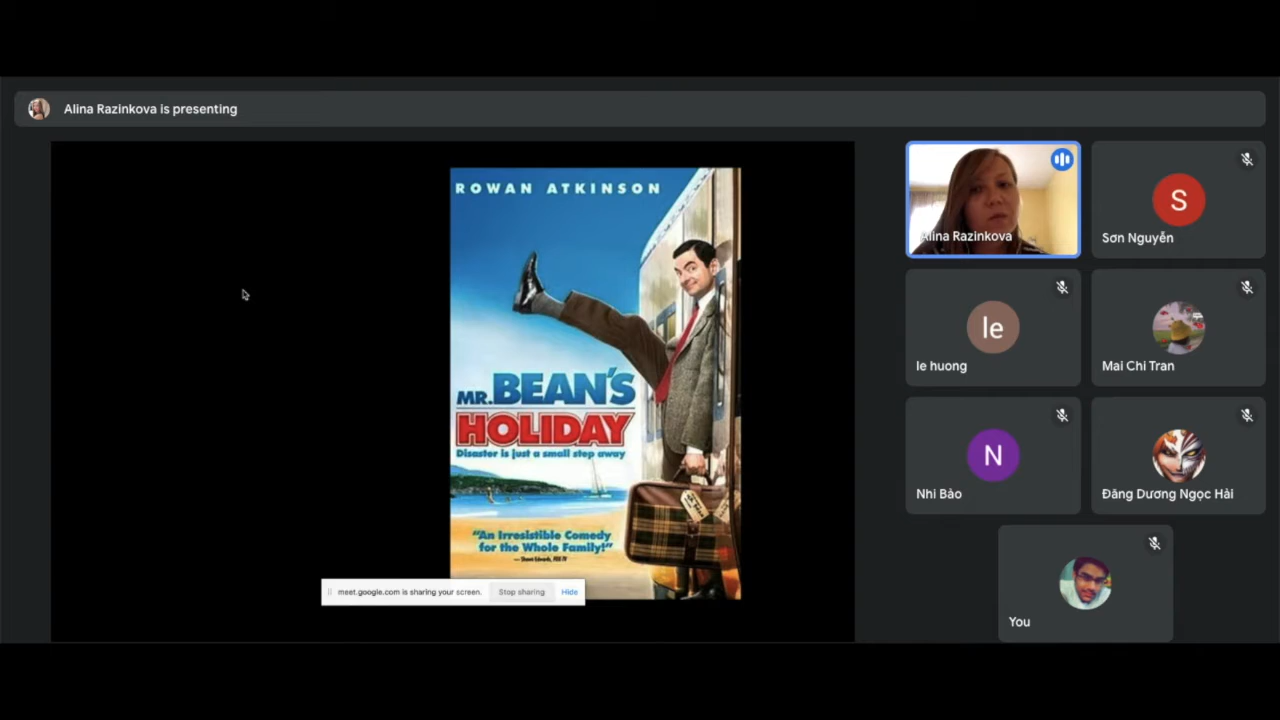 Alina Razinkova is presenting
ROWAN ATKINSON
MR. BEAN'S
HOLIDAY
Disaster is just a small step away
"An Irresistible Comedy
for the Whole Family!"
meet.google.com is sharing your screen.
Stop sharing
Hide
Alina Razinkova
S
Sơn Nguyễn
le
le huong
Mai Chi Tran
N
Nhi Bảo
Đăng Dương Ngọc Hải
You